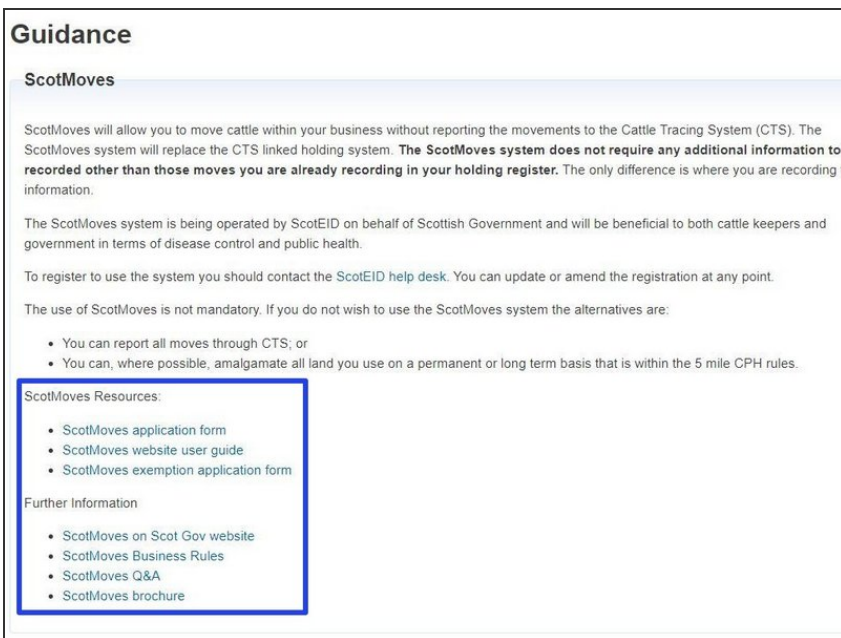 Guidance
ScotMoves
ScotMoves will allow you to move cattle within your business without reporting the movements to the Cattle Tracing System (CTS). The
ScotMoves system will replace the CTS linked holding system. The ScotMoves system does not require any additional information to
recorded other than those moves you are already recording in your holding register. The only difference is where you are recording
information.
The ScotMoves system is being operated by ScotEID on behalf of Scottish Government and will be beneficial to both cattle keepers and
government in terms of disease control and public health.
To register to use the system you should contact the ScotEID help desk. You can update or amend the registration at any point.
The use of ScotMoves is not mandatory. If you do not wish to use the ScotMoves system the alternatives are:
• You can report all moves through CTS; or
• You can, where possible, amalgamate all land you use on a permanent or long term basis that is within the 5 mile CPH rules.
ScotMoves Resources:
• ScotMoves application form
• ScotMoves website user guide
• ScotMoves exemption application form
Further Information
• ScotMoves on Scot Gov website
• ScotMoves Business Rules
• ScotMoves Q&A
• ScotMoves brochure